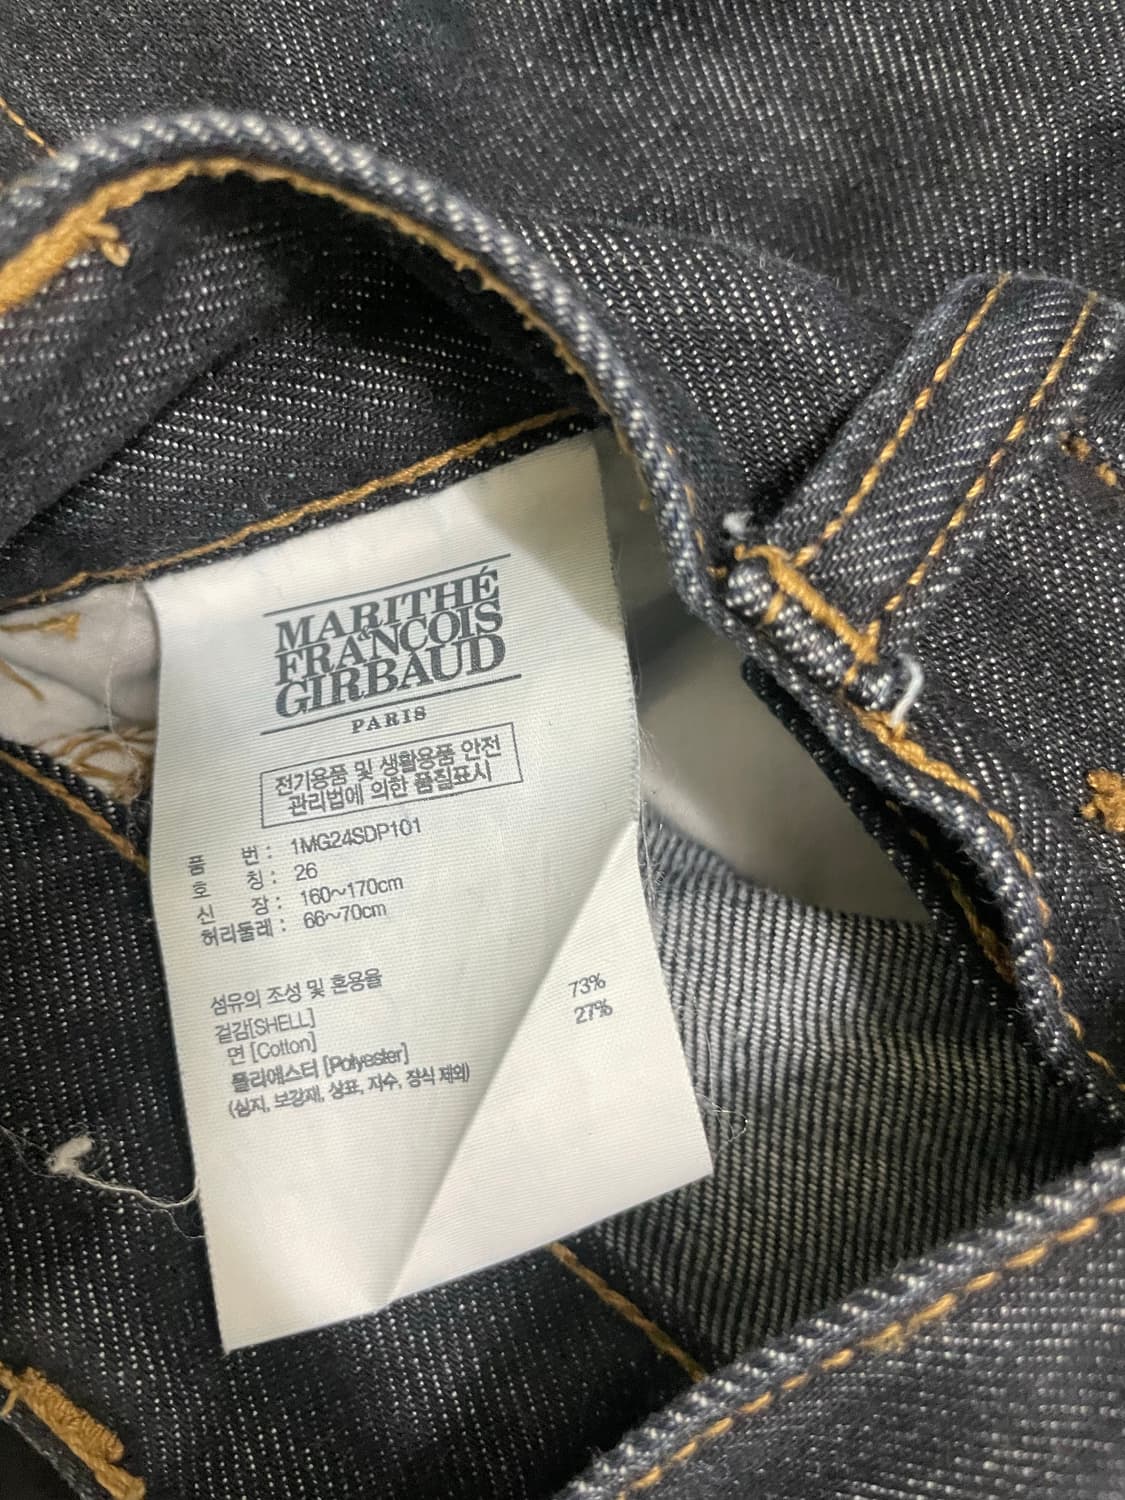 MARITHÉ
&
FRANCOIS
GIRBAUD
PARIS
전기용품 및 생활용품 안전
관리법에 의한 품질표시
품 번 : 1MG24SDP101
호 칭 : 26
신 장 : 160~170cm
허리둘레 : 66~70cm
섬유의 조성 및 혼용율
겉감[SHELL]
면 [Cotton] 73%
폴리에스터 [Polyester] 27%
(심지, 보강재, 상표, 자수, 장식 제외)